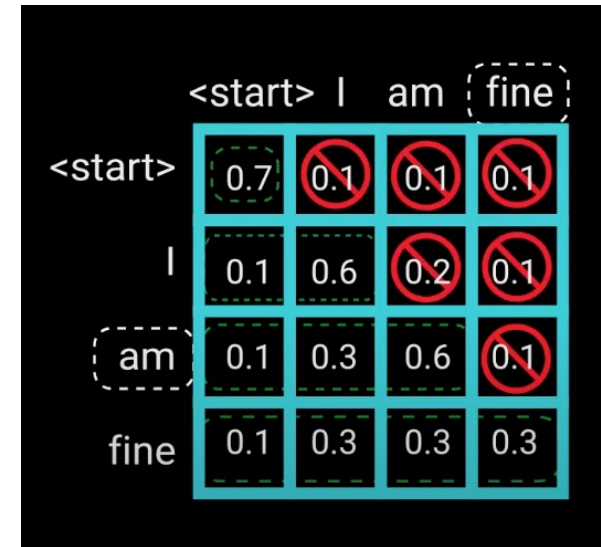 <start> I am fine
<start> 0.7 0.1 0.1 0.1
I 0.1 0.6 0.2 0.1
am 0.1 0.3 0.6 0.1
fine 0.1 0.3 0.3 0.3